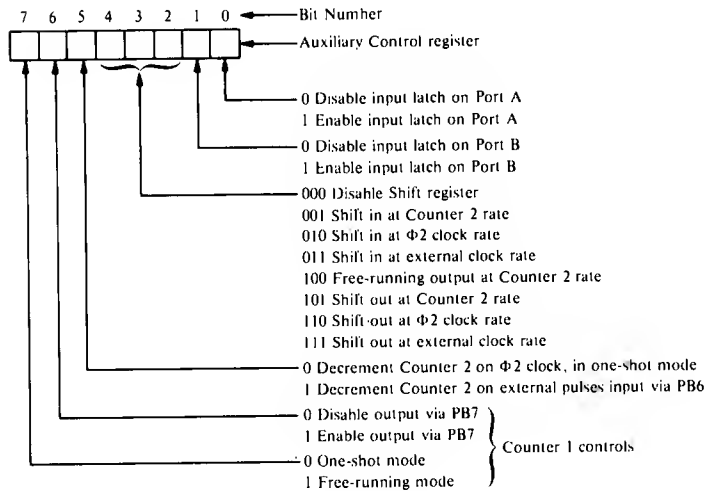 7 6 5 4 3 2 1 0 Bit Numher
Auxiliary Control register
0 Disable input latch on Port A
1 Enable input latch on Port A
0 Disable input latch on Port B
1 Enable input latch on Port B
000 Disable Shift register
001 Shift in at Counter 2 rate
010 Shift in at Φ2 clock rate
011 Shift in at external clock rate
100 Free-running output at Counter 2 rate
101 Shift out at Counter 2 rate
110 Shift out at Φ2 clock rate
111 Shift out at external clock rate
0 Decrement Counter 2 on Φ2 clock, in one-shot mode
1 Decrement Counter 2 on external pulses input via PB6
0 Disable output via PB7
1 Enable output via PB7
Counter 1 controls
0 One-shot mode
1 Free-running mode